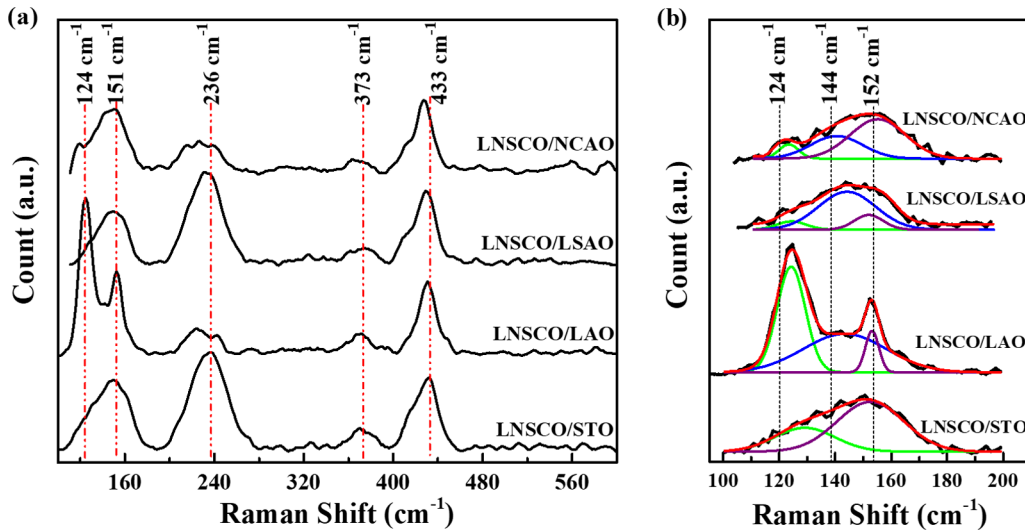 (a)
124 cm⁻¹
151 cm⁻¹
236 cm⁻¹
373 cm⁻¹
433 cm⁻¹
LNSCO/NCAO
LNSCO/LSAO
LNSCO/LAO
LNSCO/STO
Count (a.u.)
160 240 320 400 480 560
Raman Shift (cm⁻¹)
(b)
124 cm⁻¹
144 cm⁻¹
152 cm⁻¹
LNSCO/NCAO
LNSCO/LSAO
LNSCO/LAO
LNSCO/STO
Count (a.u.)
100 120 140 160 180 200
Raman Shift (cm⁻¹)